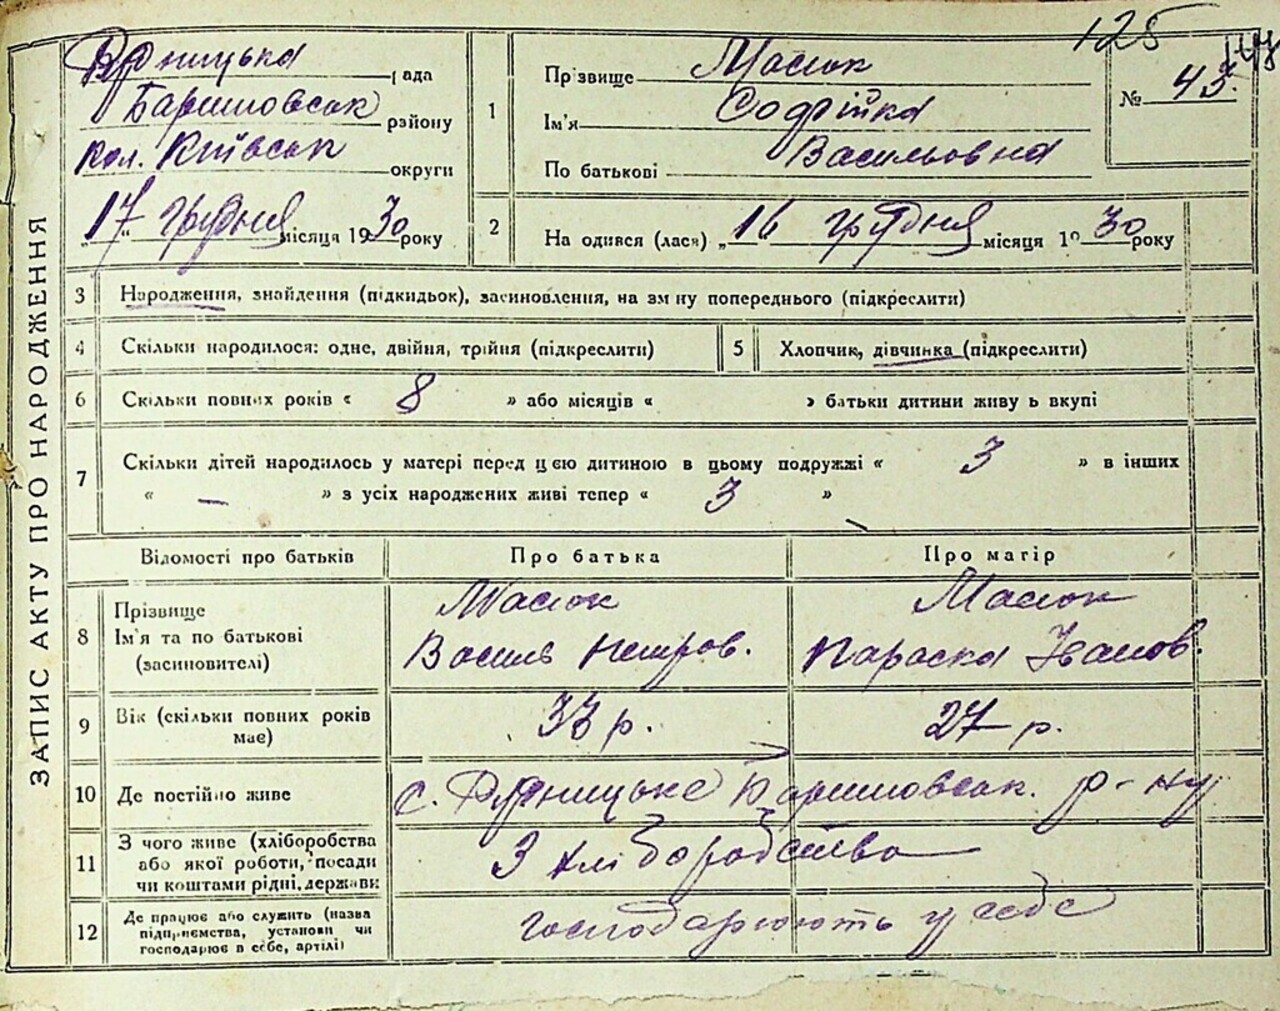 ЗАПИС АКТУ ПРО НАРОДЖЕННЯ
125
рада
Баришовськ району
кол. Київськ округи
„17" грудня місяця 1930 року
1
Прізвище Масюк
Ім'я Софійка
По батькові Васильовна
№ 43.
2
На одився (лася) „16 грудня місяця 1930 року
3 Народження, знайдення (підкидьок), засиновлення, на зміну попереднього (підкреслити)
4 Скільки народилося: одне, двійня, трійня (підкреслити)
5 Хлопчик, дівчинка (підкреслити)
6 Скільки повних років « 8 » або місяців « » батьки дитини живуть вкупі
7 Скільки дітей народилось у матері перед цією дитиною в цьому подружжі « 3 » в інших
« – » з усіх народжених живі тепер « 3 »
Відомості про батьків Про батька Про матір
8 Прізвище
Ім'я та по батькові
(засиновителі)
Масюк
Василь Петров.
Масюк
Параска Іванов.
9 Вік (скільки повних років
має)
33 р. 27 р.
10 Де постійно живе с. Баришовськ. р-ну
11 З чого живе (хліборобства
або якої роботи, посади
чи коштами рідні, держави
З хліборобства
12 Де працює або служить (назва
підприємства, установи чи
господарює в себе, артілі)
господарюють у себе